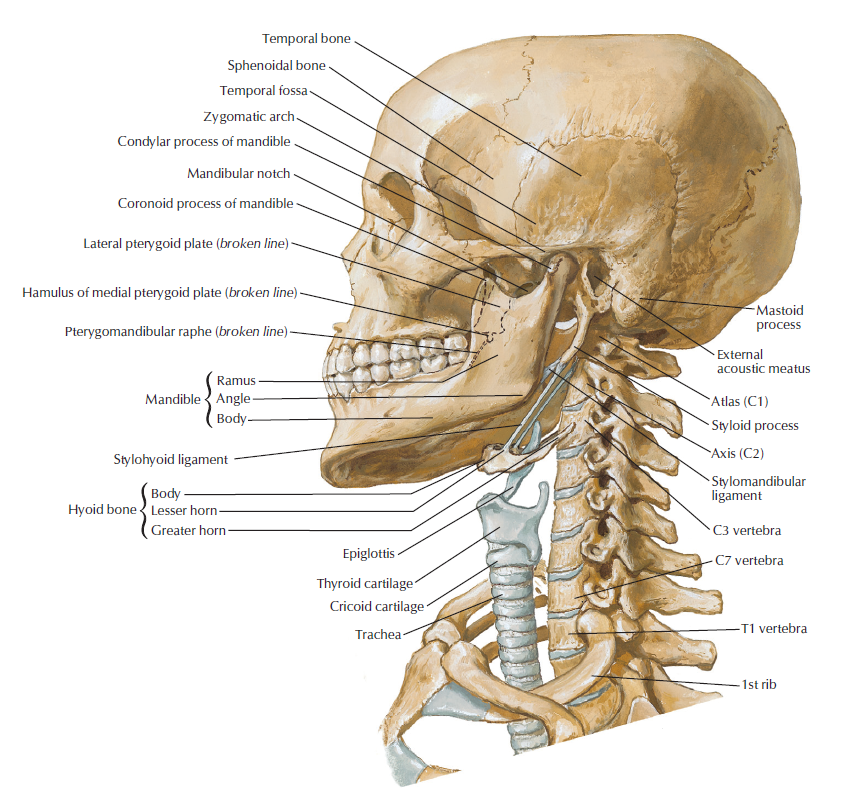 Temporal bone
Sphenoidal bone
Temporal fossa
Zygomatic arch
Condylar process of mandible
Mandibular notch
Coronoid process of mandible
Lateral pterygoid plate (broken line)
Hamulus of medial pterygoid plate (broken line)
Pterygomandibular raphe (broken line)
Mandible
Ramus
Angle
Body
Stylohyoid ligament
Hyoid bone
Body
Lesser horn
Greater horn
Epiglottis
Thyroid cartilage
Cricoid cartilage
Trachea
Mastoid
process
External
acoustic meatus
Atlas (C1)
Styloid process
Axis (C2)
Stylomandibular
ligament
C3 vertebra
C7 vertebra
T1 vertebra
1st rib